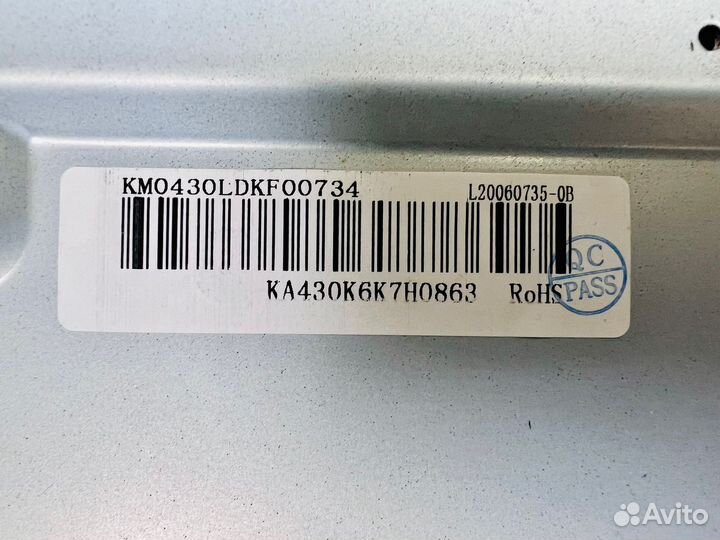 KM0430LDKF00734
L20060735-0B
KA430K6K7H0863
RoHS
QC
PASS
Avito